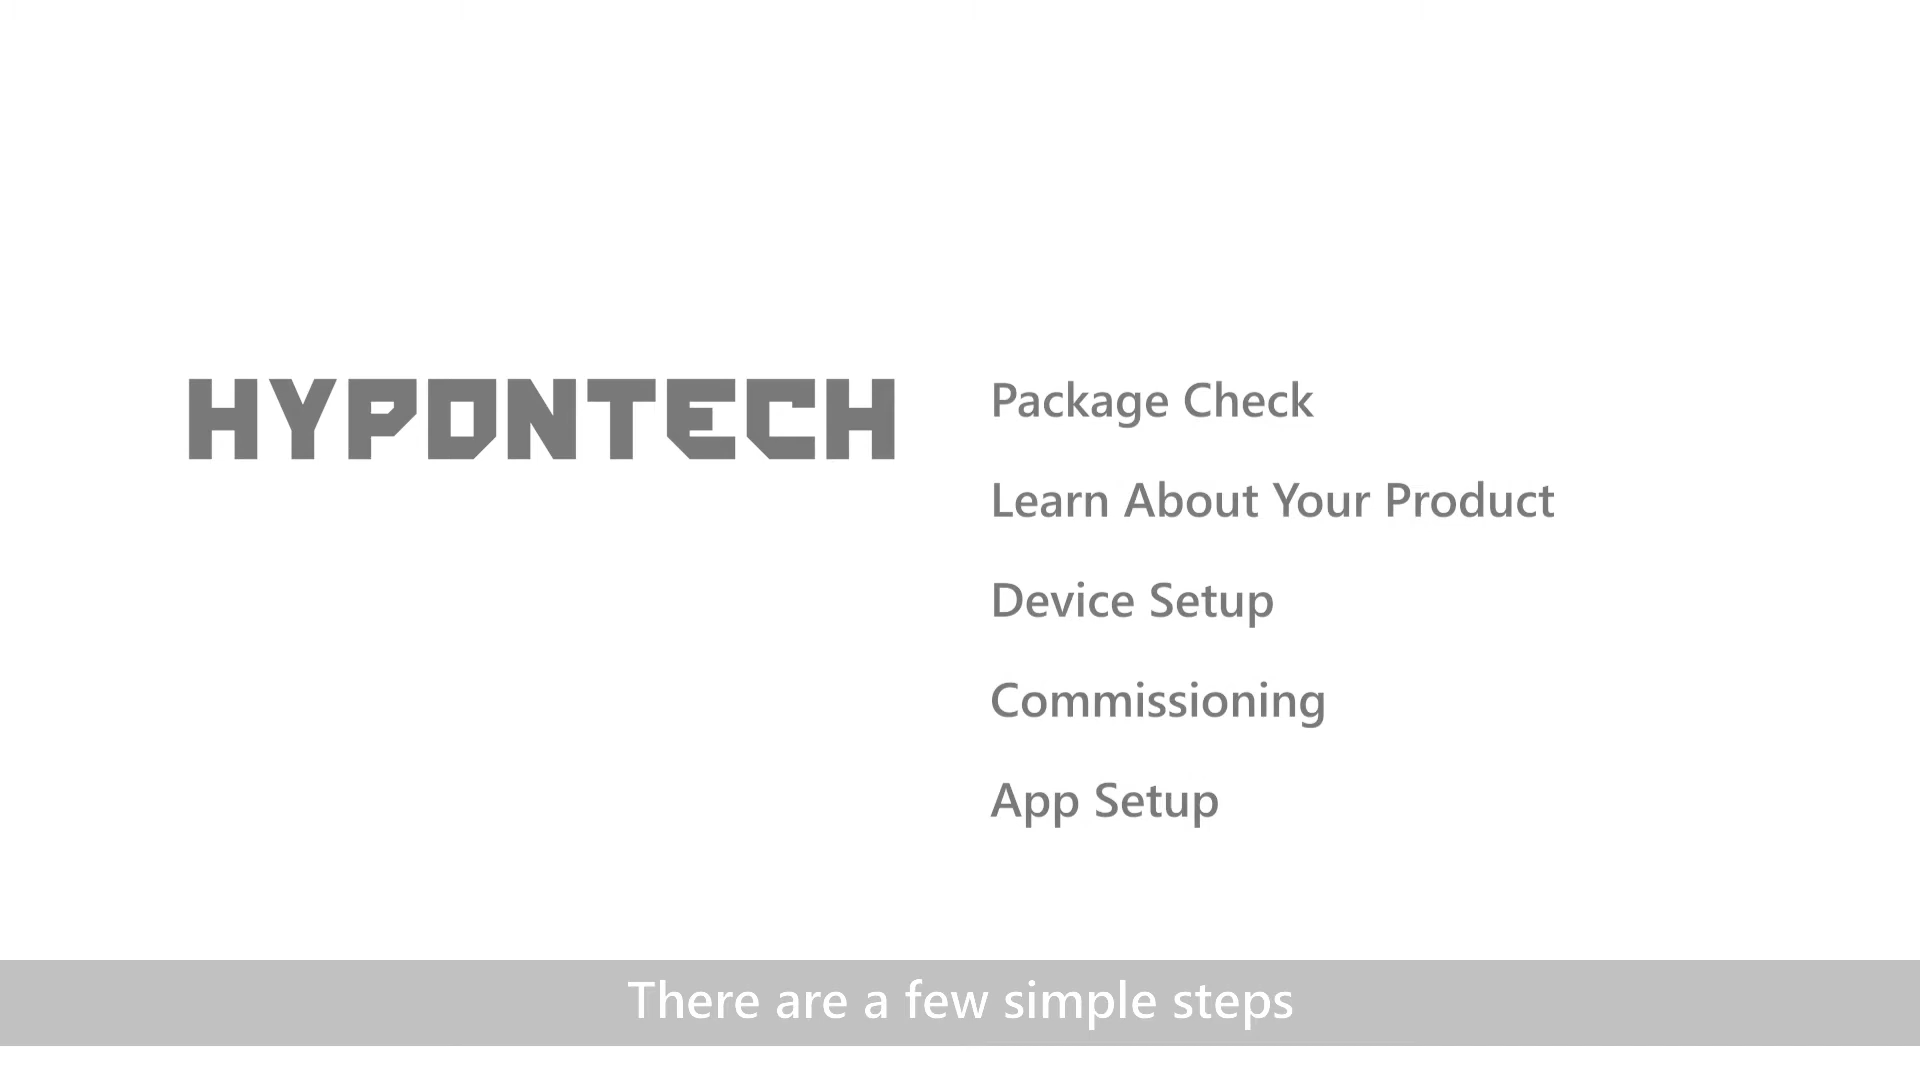 HYPONTECH
Package Check
Learn About Your Product
Device Setup
Commissioning
App Setup
There are a few simple steps